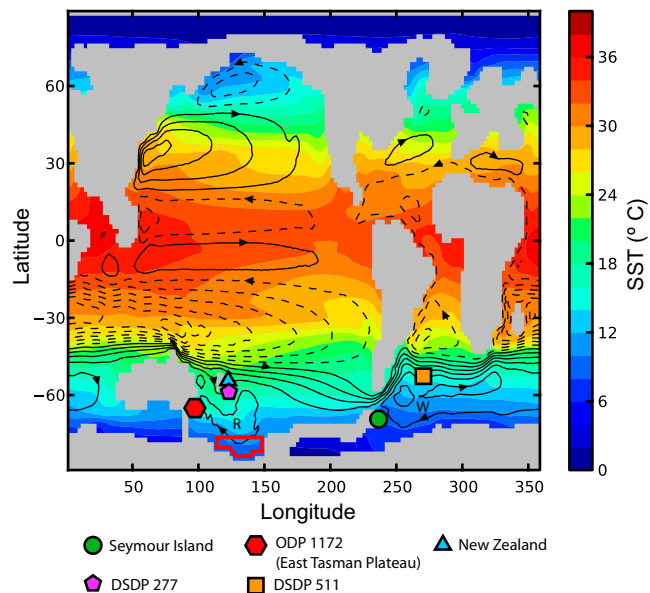 36
30
24
18
12
6
0
SST (º C)
60
30
0
−30
−60
Latitude
R
W
50
100
150
200
250
300
350
Longitude
Seymour Island
ODP 1172
(East Tasman Plateau)
New Zealand
DSDP 277
DSDP 511